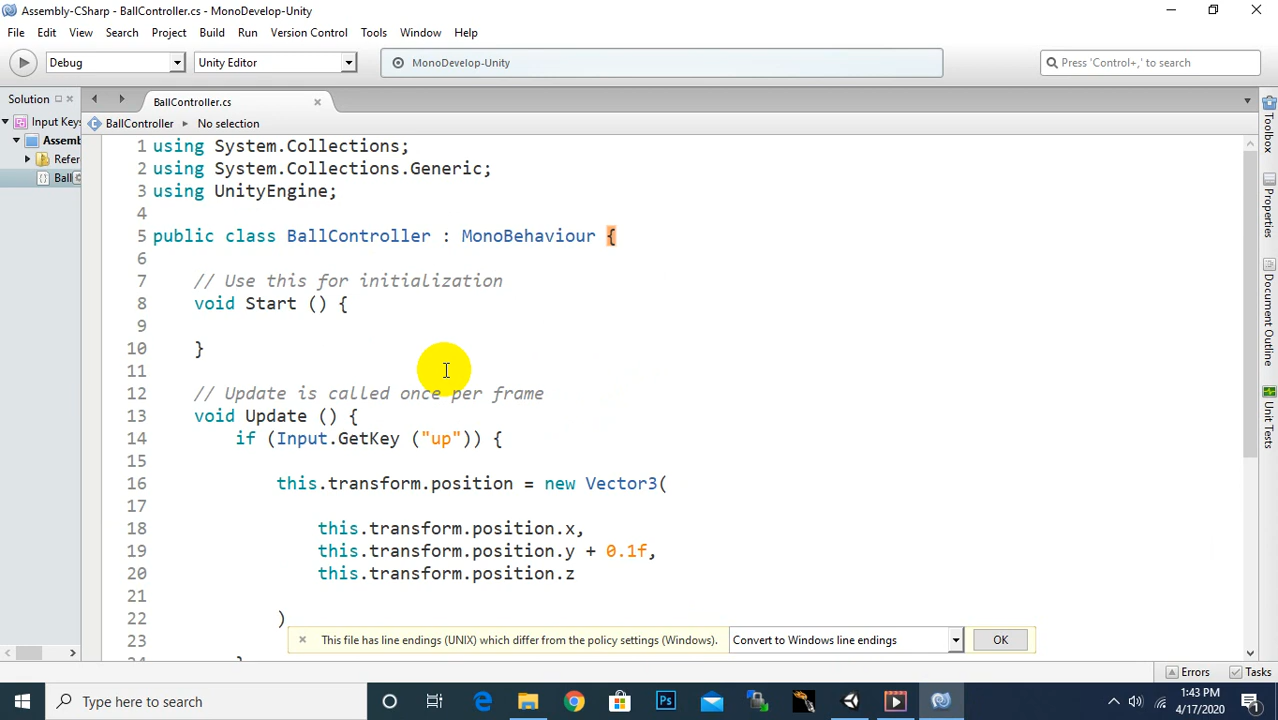 Assembly-CSharp - BallController.cs - MonoDevelop-Unity
File Edit View Search Project Build Run Version Control Tools Window Help
Debug Unity Editor MonoDevelop-Unity Press 'Control+,' to search
Solution BallController.cs
Input Keys BallController No selection
Assemb
Refer
Ball
1 using System.Collections;
2 using System.Collections.Generic;
3 using UnityEngine;
4
5 public class BallController : MonoBehaviour {
6
7 // Use this for initialization
8 void Start () {
9
10 }
11
12 // Update is called once per frame
13 void Update () {
14 if (Input.GetKey ("up")) {
15
16 this.transform.position = new Vector3(
17
18 this.transform.position.x,
19 this.transform.position.y + 0.1f,
20 this.transform.position.z
21
22 )
23
This file has line endings (UNIX) which differ from the policy settings (Windows). Convert to Windows line endings OK
Toolbox
Properties
Document Outline
Unit Tests
Errors Tasks
Type here to search
1:43 PM
4/17/2020
1